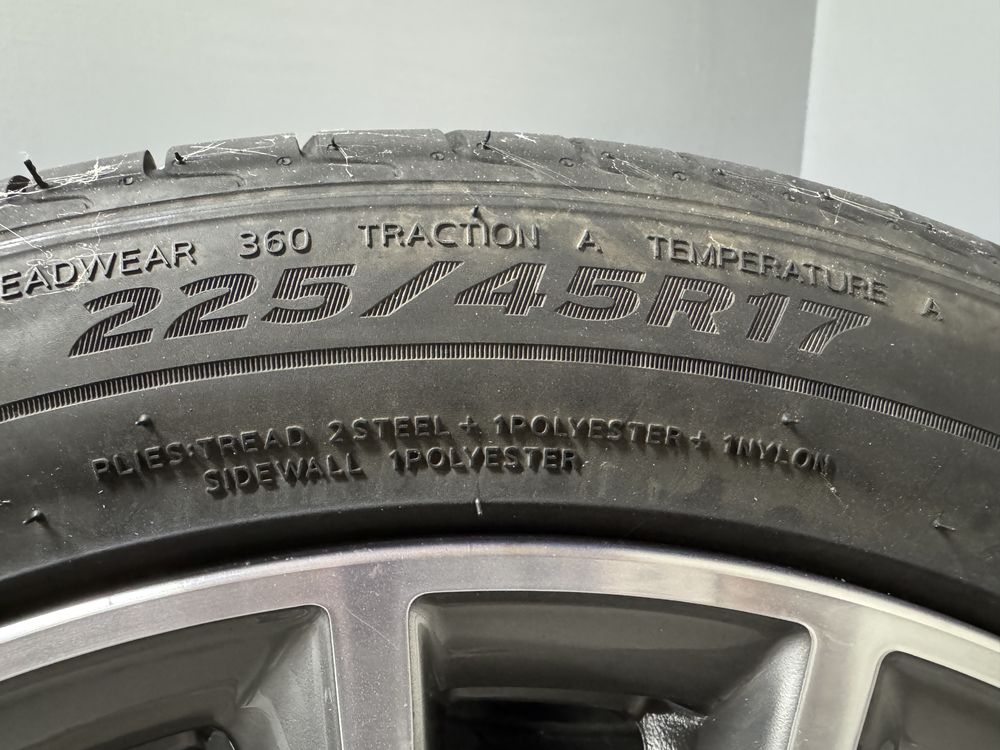 EADWEAR 360 TRACTION A TEMPERATURE A
225/45R17
PLIES:TREAD 2STEEL + 1POLYESTER + 1NYLON
SIDEWALL 1POLYESTER